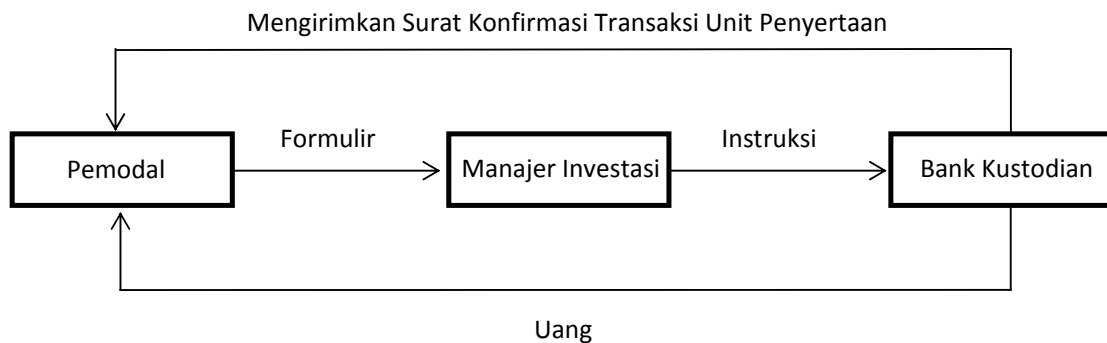 Mengirimkan Surat Konfirmasi Transaksi Unit Penyertaan
Formulir
Instruksi
Pemodal
Manajer Investasi
Bank Kustodian
Uang